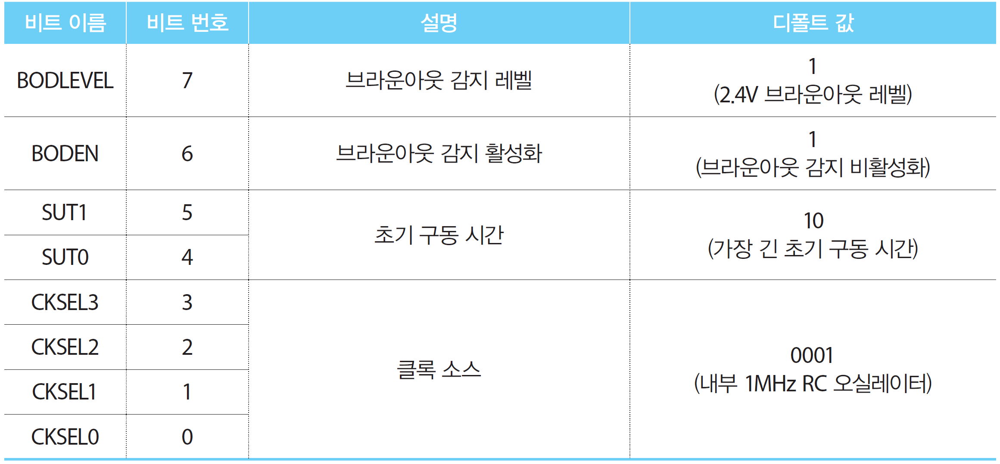 비트 이름 비트 번호 설명 디폴트 값
BODLEVEL 7 브라운아웃 감지 레벨 1
(2.4V 브라운아웃 레벨)
BODEN 6 브라운아웃 감지 활성화 1
(브라운아웃 감지 비활성화)
SUT1 5 초기 구동 시간 10
(가장 긴 초기 구동 시간)
SUT0 4
CKSEL3 3 클록 소스 0001
(내부 1MHz RC 오실레이터)
CKSEL2 2
CKSEL1 1
CKSEL0 0